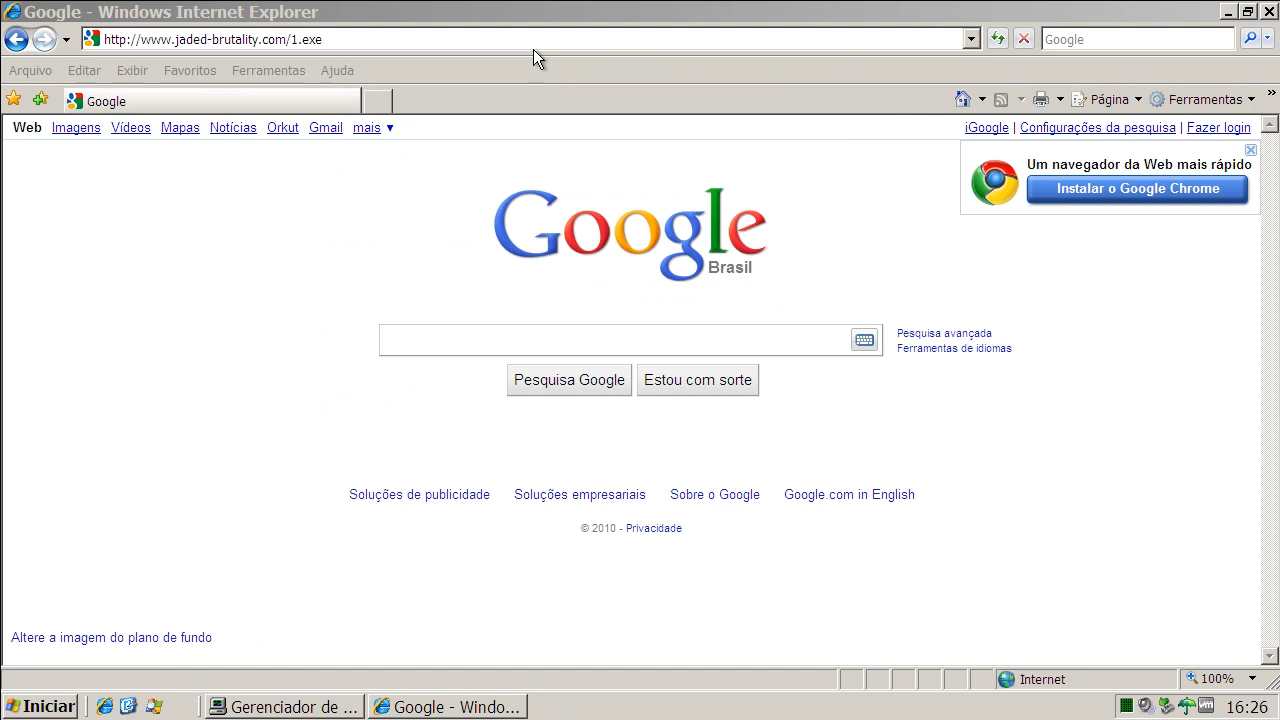 Google - Windows Internet Explorer
http://www.jaded-brutality.com/1.exe
Google
Arquivo Editar Exibir Favoritos Ferramentas Ajuda
Google
Página Ferramentas
Web Imagens Vídeos Mapas Notícias Orkut Gmail mais ▼
iGoogle | Configurações da pesquisa | Fazer login
Um navegador da Web mais rápido
Instalar o Google Chrome
Google
Brasil
Pesquisa avançada
Ferramentas de idiomas
Pesquisa Google Estou com sorte
Soluções de publicidade Soluções empresariais Sobre o Google Google.com in English
© 2010 - Privacidade
Altere a imagem do plano de fundo
Internet 100%
Iniciar Gerenciador de ... Google - Windo... 16:26